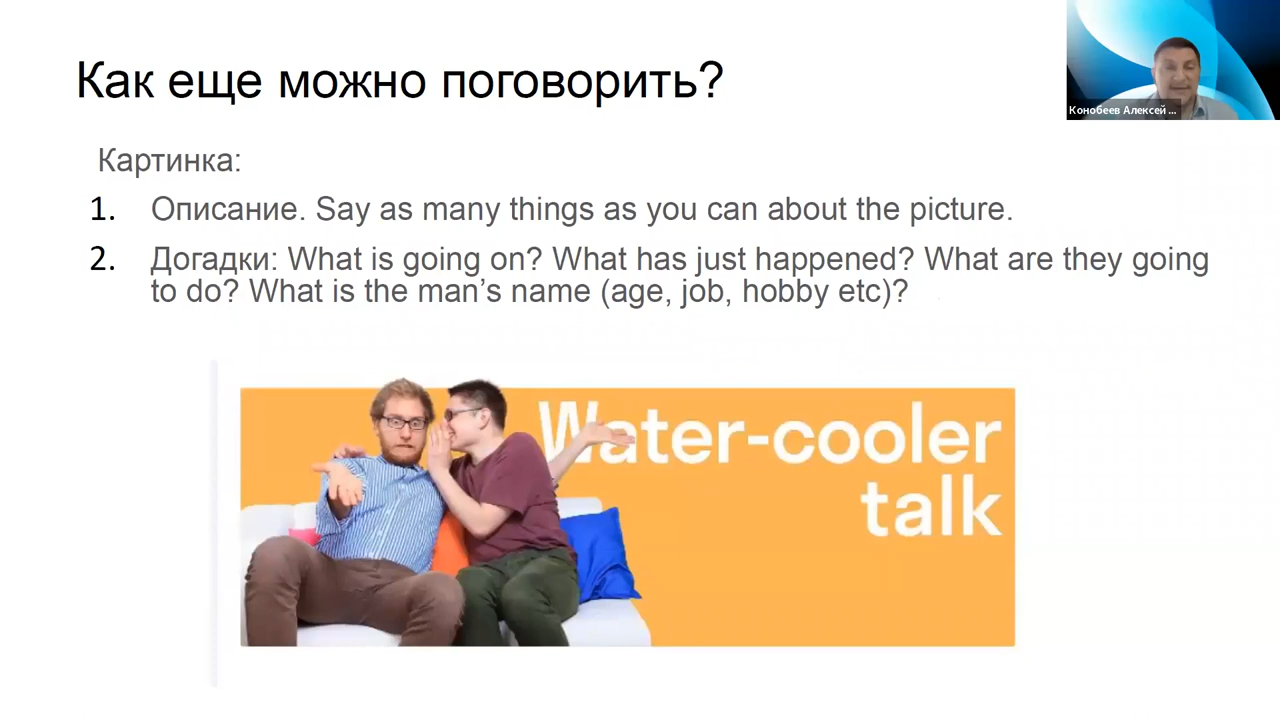 Как еще можно поговорить?
Конобеев Алексей ...
Картинка:
1. Описание. Say as many things as you can about the picture.
2. Догадки: What is going on? What has just happened? What are they going
to do? What is the man’s name (age, job, hobby etc)?
Water-cooler
talk